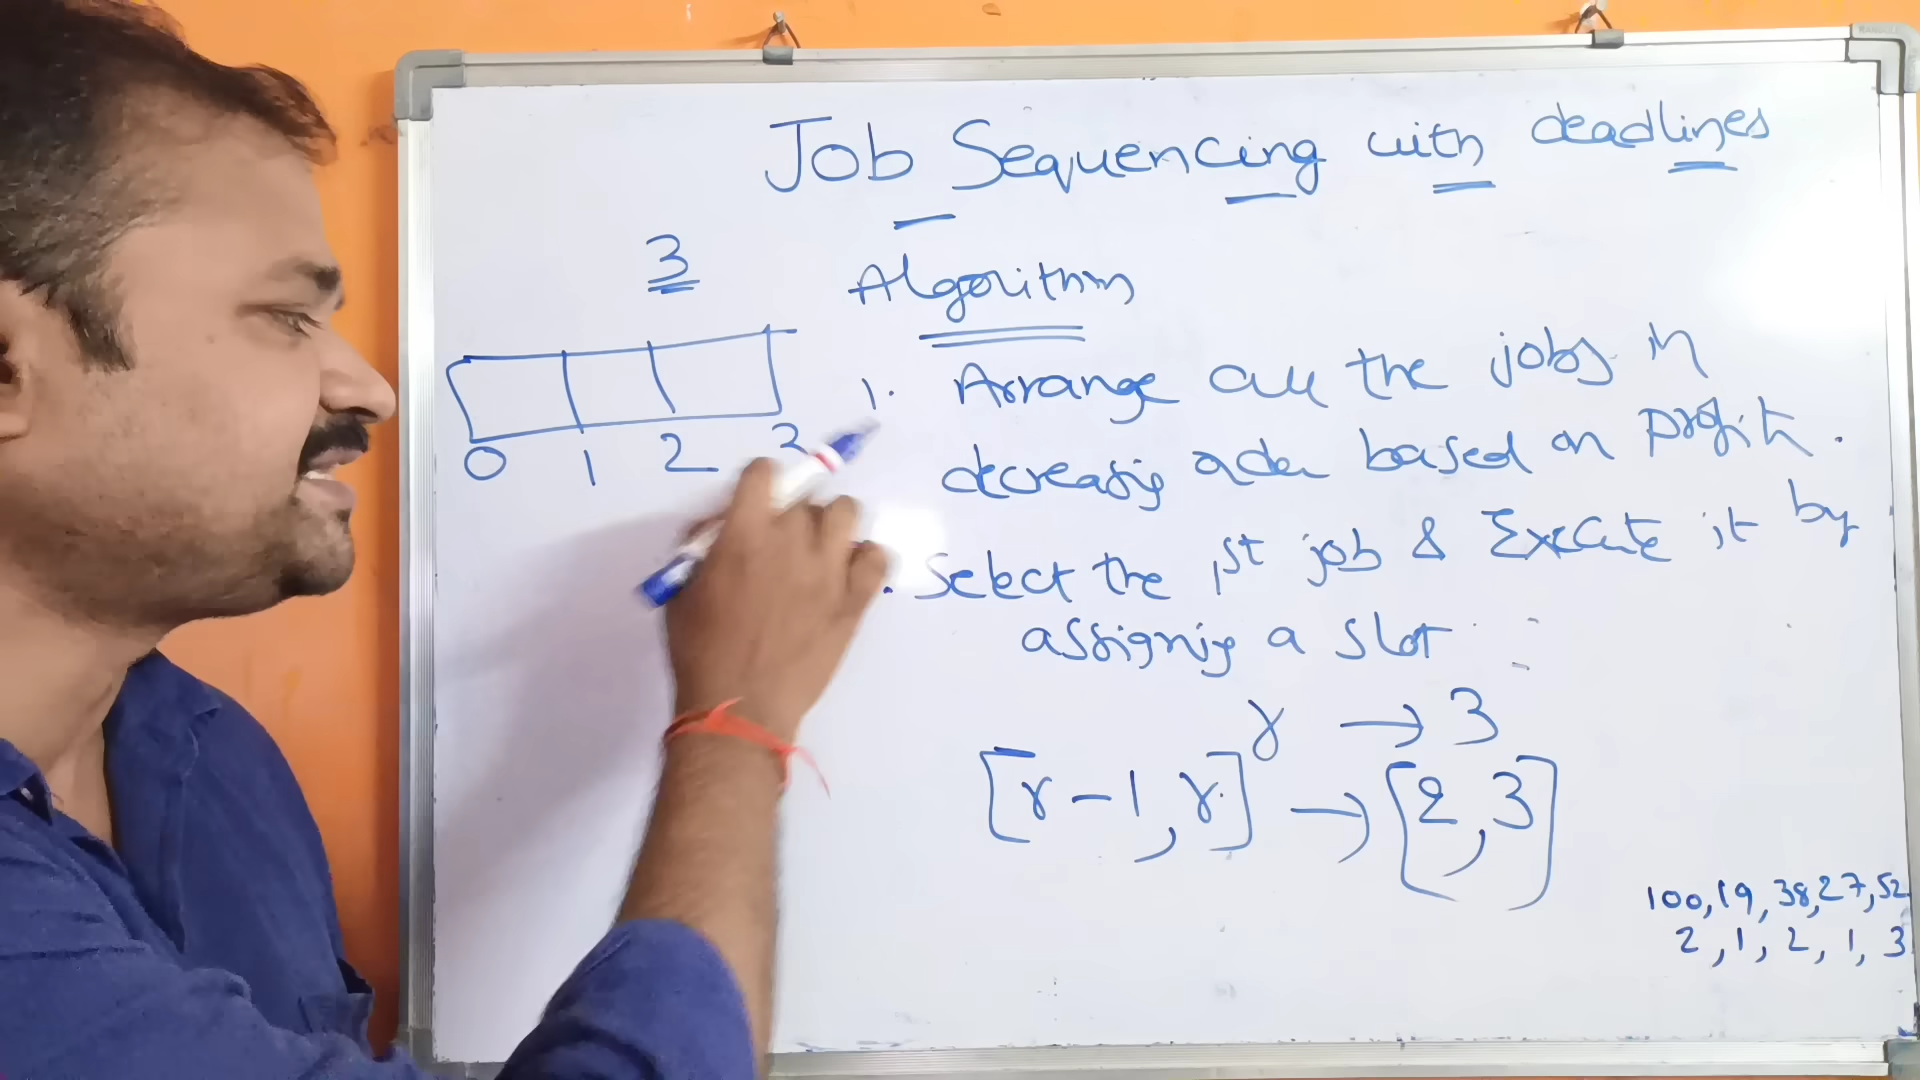 Job Sequencing with deadlines
3
Algorithm
0 1 2 3
1. Arrange all the jobs in
decreasing order based on profit.
. Select the 1st job & Execute it by
assigning a slot
r → 3
[r-1, r] → [2, 3]
100, 19, 38, 27, 52
2, 1, 2, 1, 3